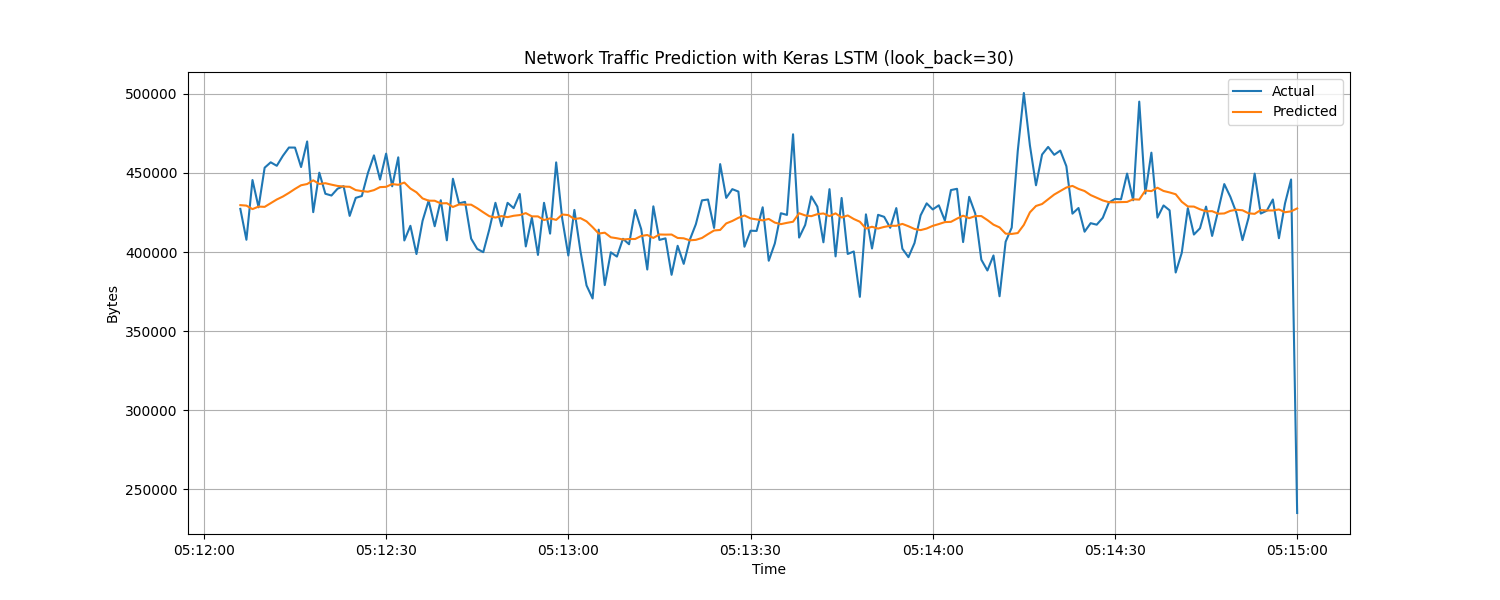 Network Traffic Prediction with Keras LSTM (look_back=30)
Actual
Predicted
500000
450000
400000
350000
300000
250000
Bytes
05:12:00
05:12:30
05:13:00
05:13:30
05:14:00
05:14:30
05:15:00
Time